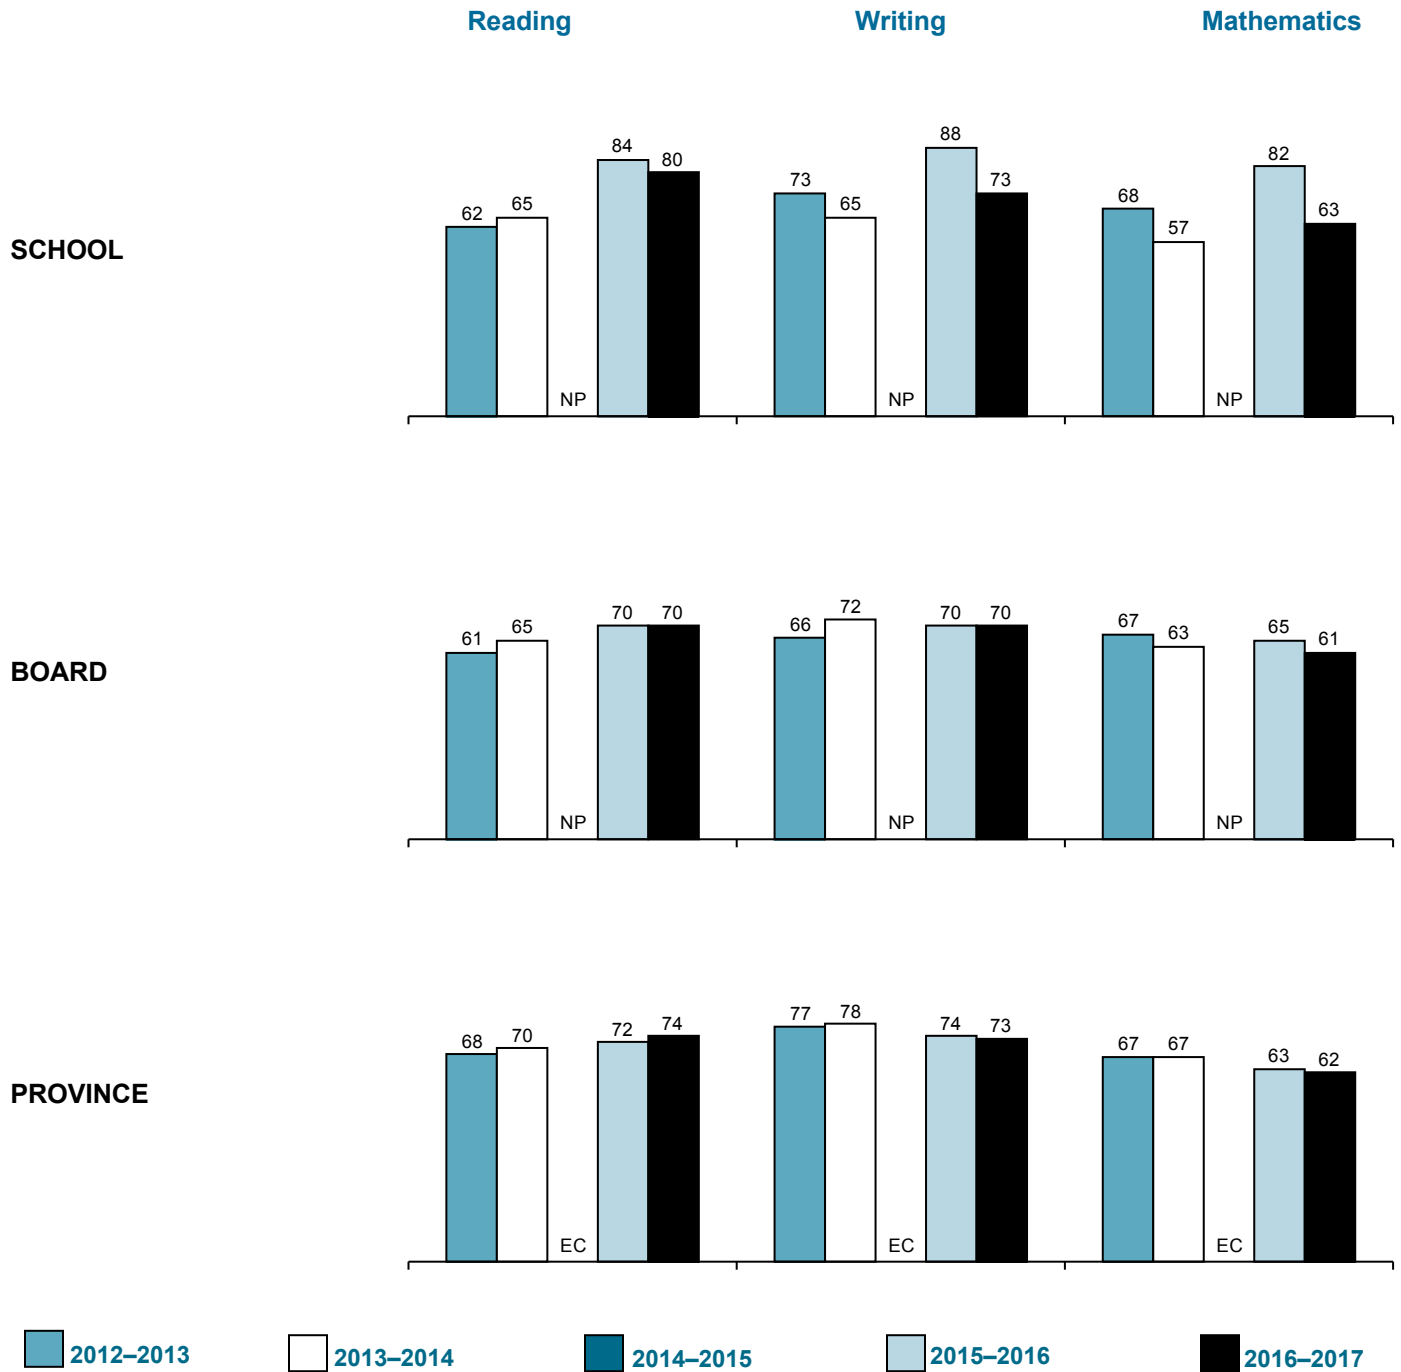 Reading Writing Mathematics
SCHOOL
62 65 NP 84 80 73 65 NP 88 73 68 57 NP 82 63
BOARD
61 65 NP 70 70 66 72 NP 70 70 67 63 NP 65 61
PROVINCE
68 70 EC 72 74 77 78 EC 74 73 67 67 EC 63 62
2012–2013 2013–2014 2014–2015 2015–2016 2016–2017